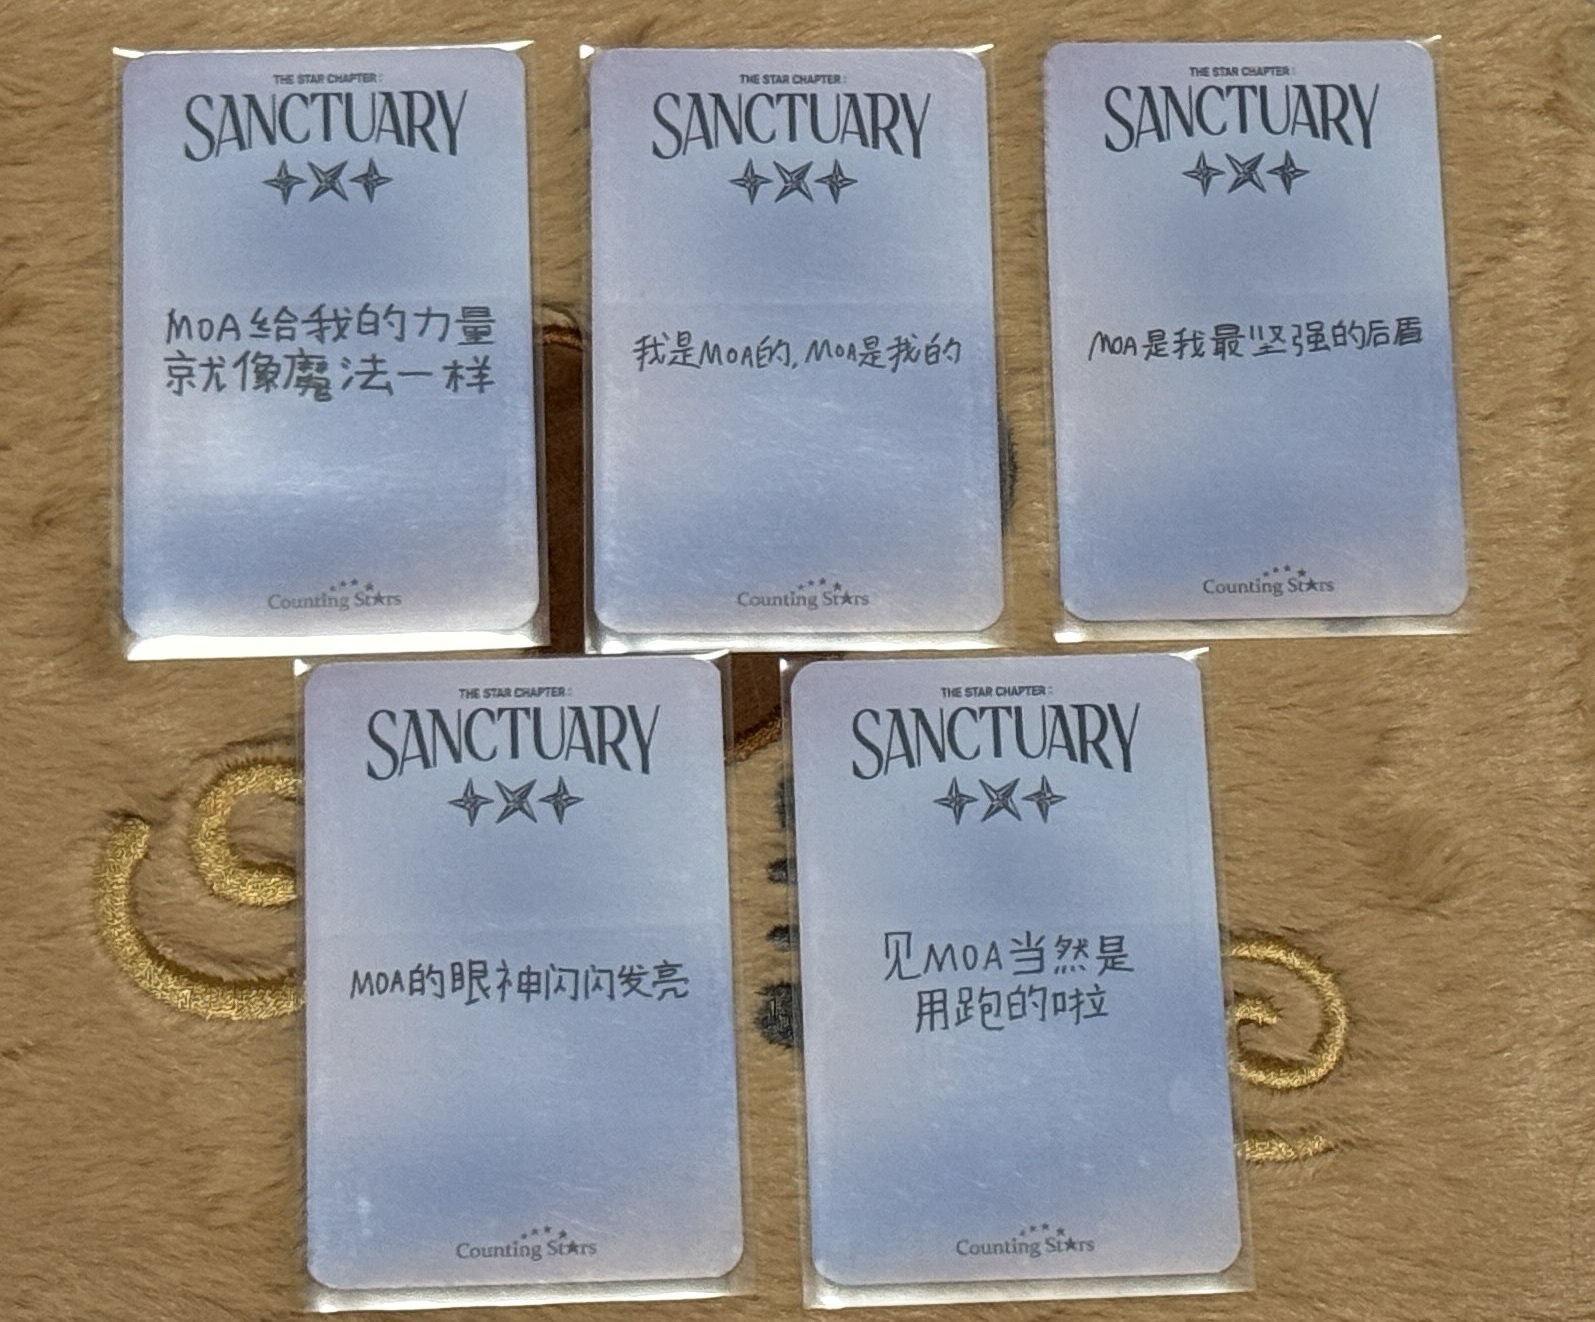 THE STAR CHAPTER :
SANCTUARY
MOA给我的力量
就像魔法一样
Counting Stars
THE STAR CHAPTER :
SANCTUARY
我是MOA的,MOA是我的
Counting Stars
THE STAR CHAPTER :
SANCTUARY
MOA是我最坚强的后盾
Counting Stars
THE STAR CHAPTER :
SANCTUARY
MOA的眼神闪闪发亮
Counting Stars
THE STAR CHAPTER :
SANCTUARY
见MOA当然是
用跑的啦
Counting Stars